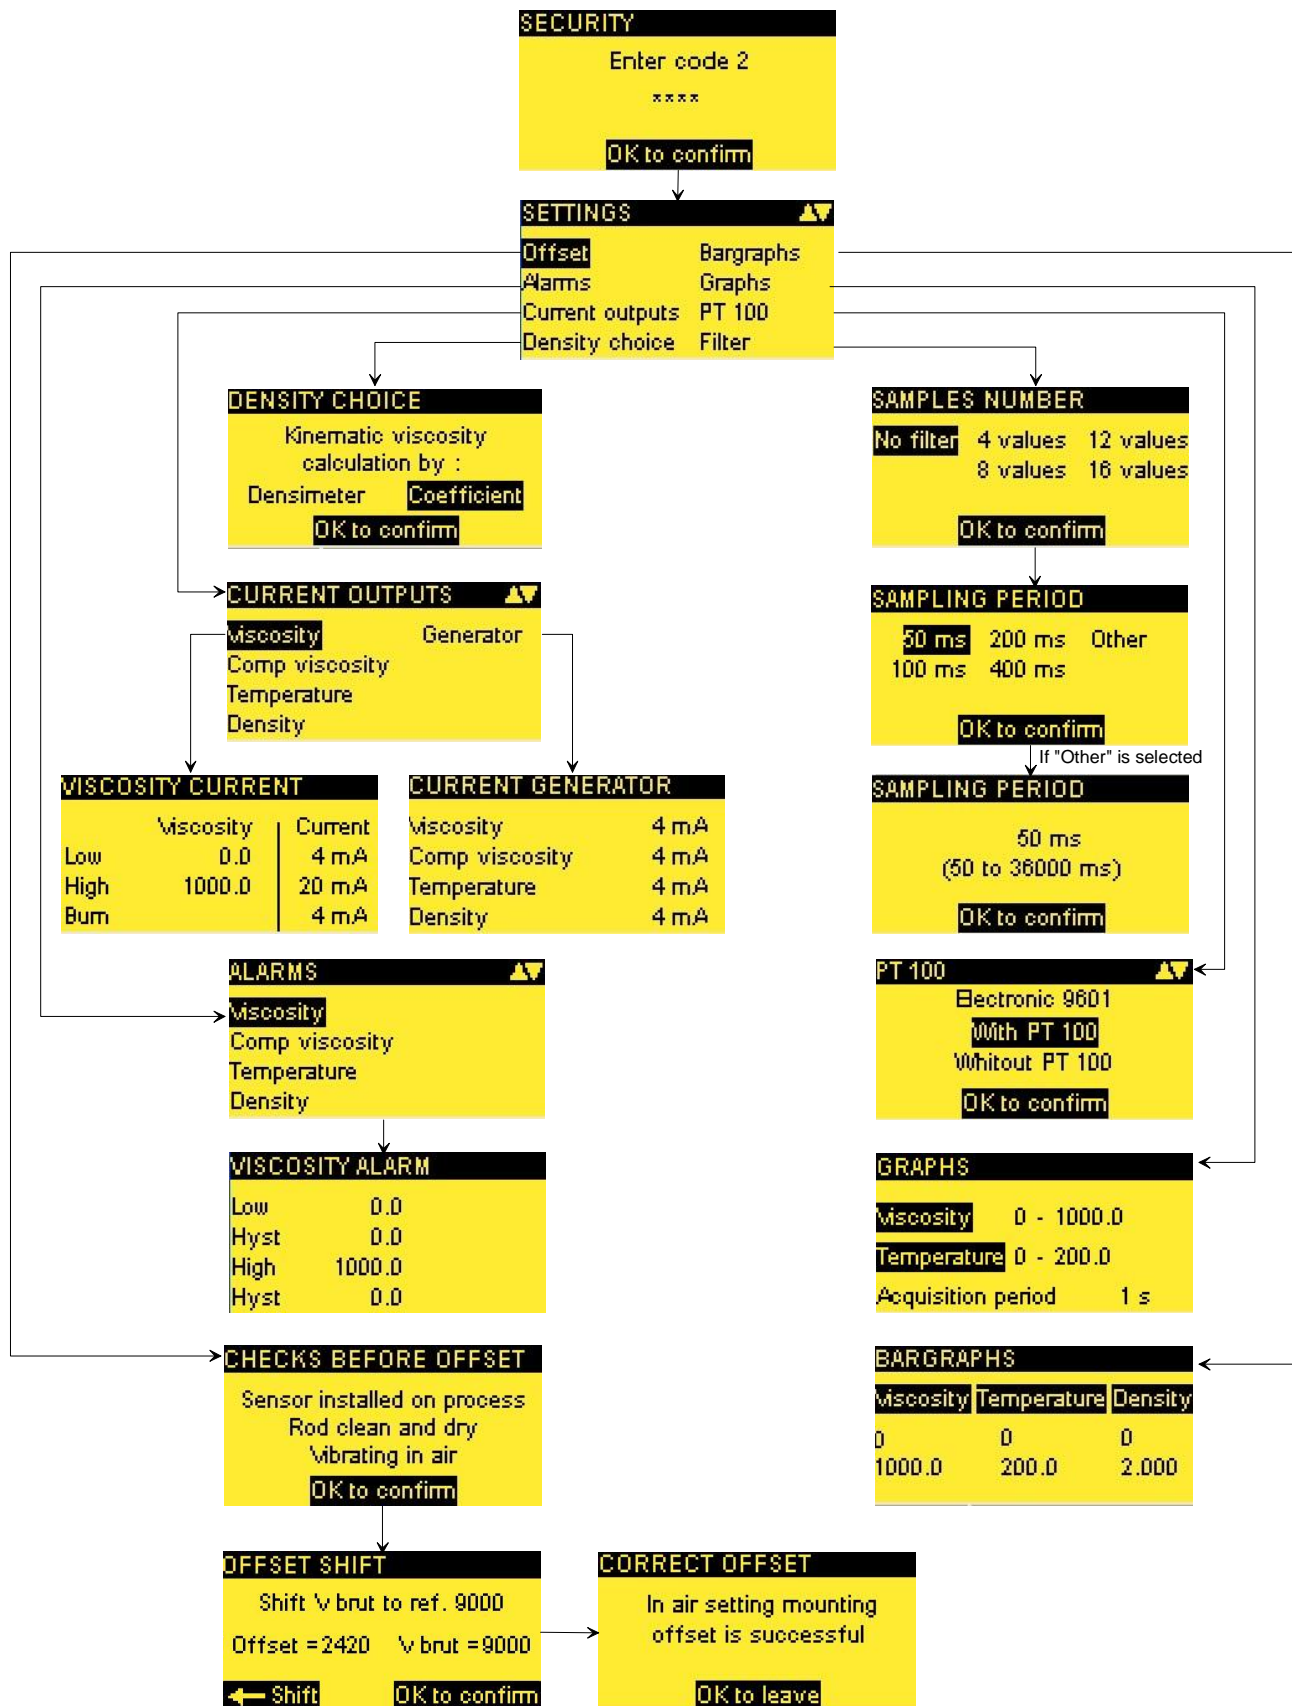 SECURITY
Enter code 2
****
OK to confirm
SETTINGS
Offset Bargraphs
Alarms Graphs
Current outputs PT 100
Density choice Filter
DENSITY CHOICE
Kinematic viscosity
calculation by :
Densimeter Coefficient
OK to confirm
SAMPLES NUMBER
No filter 4 values 12 values
8 values 16 values
OK to confirm
CURRENT OUTPUTS
Viscosity Generator
Comp viscosity
Temperature
Density
SAMPLING PERIOD
50 ms 200 ms Other
100 ms 400 ms
OK to confirm
If "Other" is selected
VISCOSITY CURRENT
Viscosity Current
Low 0.0 4 mA
High 1000.0 20 mA
Burn 4 mA
CURRENT GENERATOR
Viscosity 4 mA
Comp viscosity 4 mA
Temperature 4 mA
Density 4 mA
SAMPLING PERIOD
50 ms
(50 to 36000 ms)
OK to confirm
ALARMS
Viscosity
Comp viscosity
Temperature
Density
PT 100
Electronic 9601
With PT 100
Whitout PT 100
OK to confirm
VISCOSITY ALARM
Low 0.0
Hyst 0.0
High 1000.0
Hyst 0.0
GRAPHS
Viscosity 0 - 1000.0
Temperature 0 - 200.0
Acquisition period 1 s
CHECKS BEFORE OFFSET
Sensor installed on process
Rod clean and dry
Vibrating in air
OK to confirm
BARGRAPHS
Viscosity Temperature Density
0 0 0
1000.0 200.0 2.000
OFFSET SHIFT
Shift V brut to ref. 9000
Offset =2420 V brut =9000
Shift OK to confirm
CORRECT OFFSET
In air setting mounting
offset is successful
OK to leave